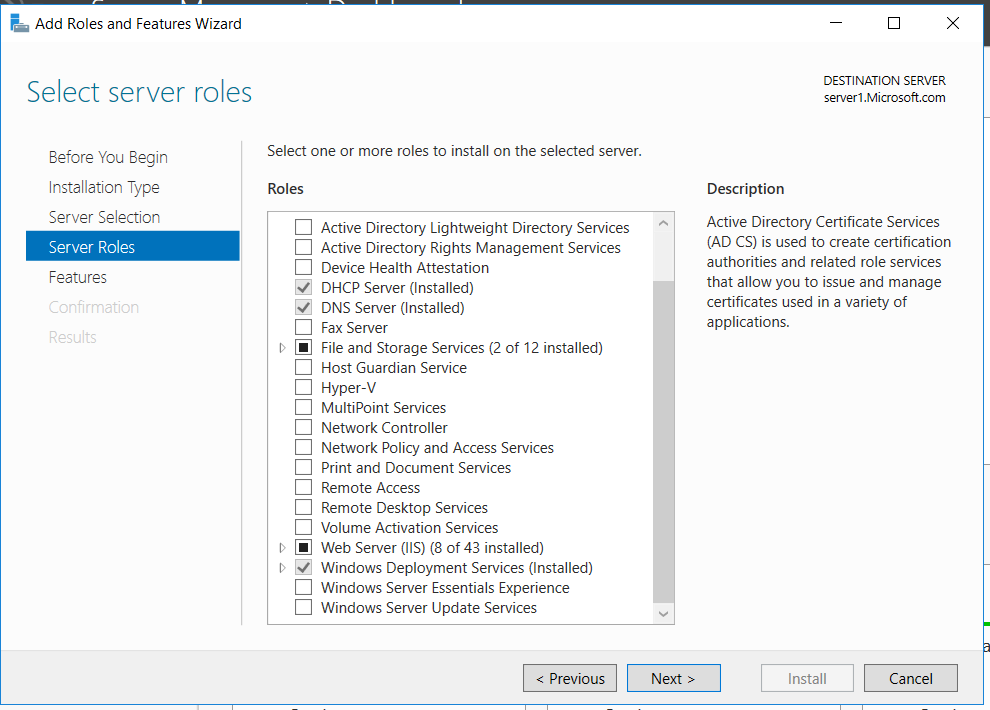 Add Roles and Features Wizard
Select server roles
DESTINATION SERVER
server1.Microsoft.com
Before You Begin
Installation Type
Server Selection
Server Roles
Features
Confirmation
Results
Select one or more roles to install on the selected server.
Roles
Active Directory Lightweight Directory Services
Active Directory Rights Management Services
Device Health Attestation
DHCP Server (Installed)
DNS Server (Installed)
Fax Server
File and Storage Services (2 of 12 installed)
Host Guardian Service
Hyper-V
MultiPoint Services
Network Controller
Network Policy and Access Services
Print and Document Services
Remote Access
Remote Desktop Services
Volume Activation Services
Web Server (IIS) (8 of 43 installed)
Windows Deployment Services (Installed)
Windows Server Essentials Experience
Windows Server Update Services
Description
Active Directory Certificate Services
(AD CS) is used to create certification
authorities and related role services
that allow you to issue and manage
certificates used in a variety of
applications.
< Previous
Next >
Install
Cancel